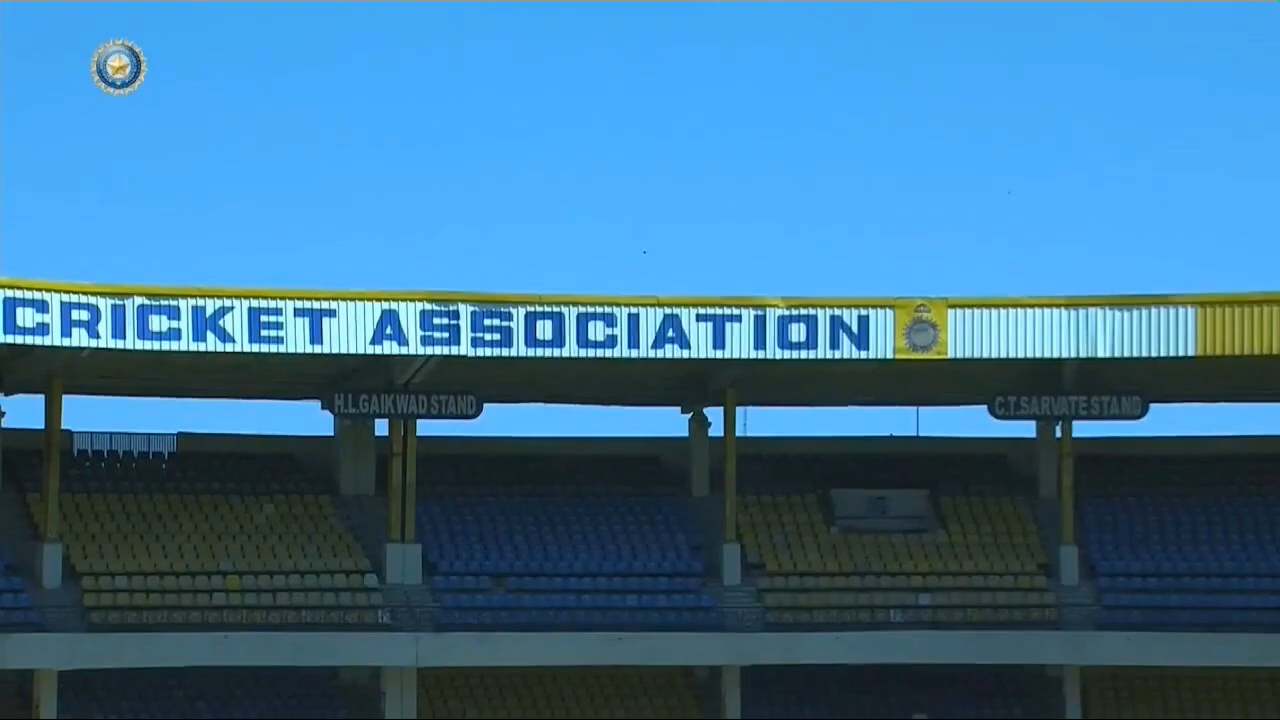 CRICKET ASSOCIATION
H.L.GAIKWAD STAND
C.T.SARVATE STAND